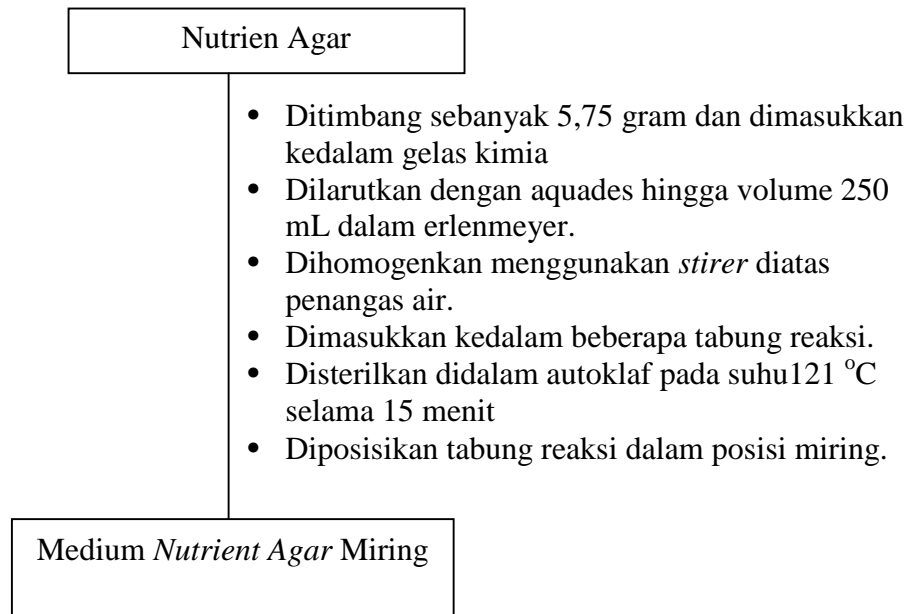 Nutrien Agar
• Ditimbang sebanyak 5,75 gram dan dimasukkan
kedalam gelas kimia
• Dilarutkan dengan aquades hingga volume 250
mL dalam erlenmeyer.
• Dihomogenkan menggunakan stirer diatas
penangas air.
• Dimasukkan kedalam beberapa tabung reaksi.
• Disterilkan didalam autoklaf pada suhu121 °C
selama 15 menit
• Diposisikan tabung reaksi dalam posisi miring.
Medium Nutrient Agar Miring